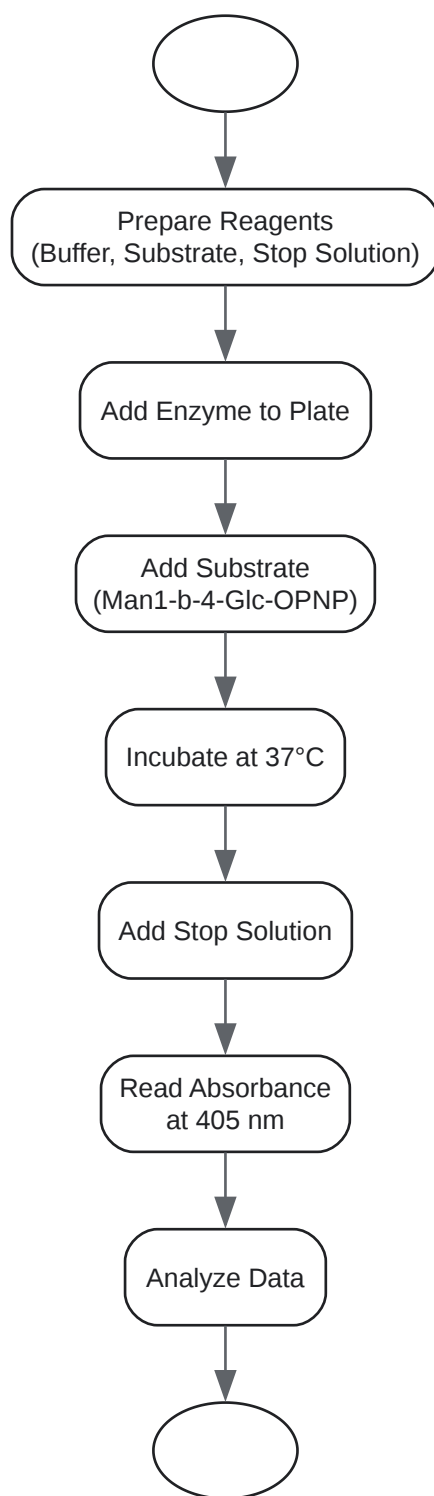 Prepare Reagents
(Buffer, Substrate, Stop Solution)
Add Enzyme to Plate
Add Substrate
(Man1-b-4-Glc-OPNP)
Incubate at 37°C
Add Stop Solution
Read Absorbance
at 405 nm
Analyze Data